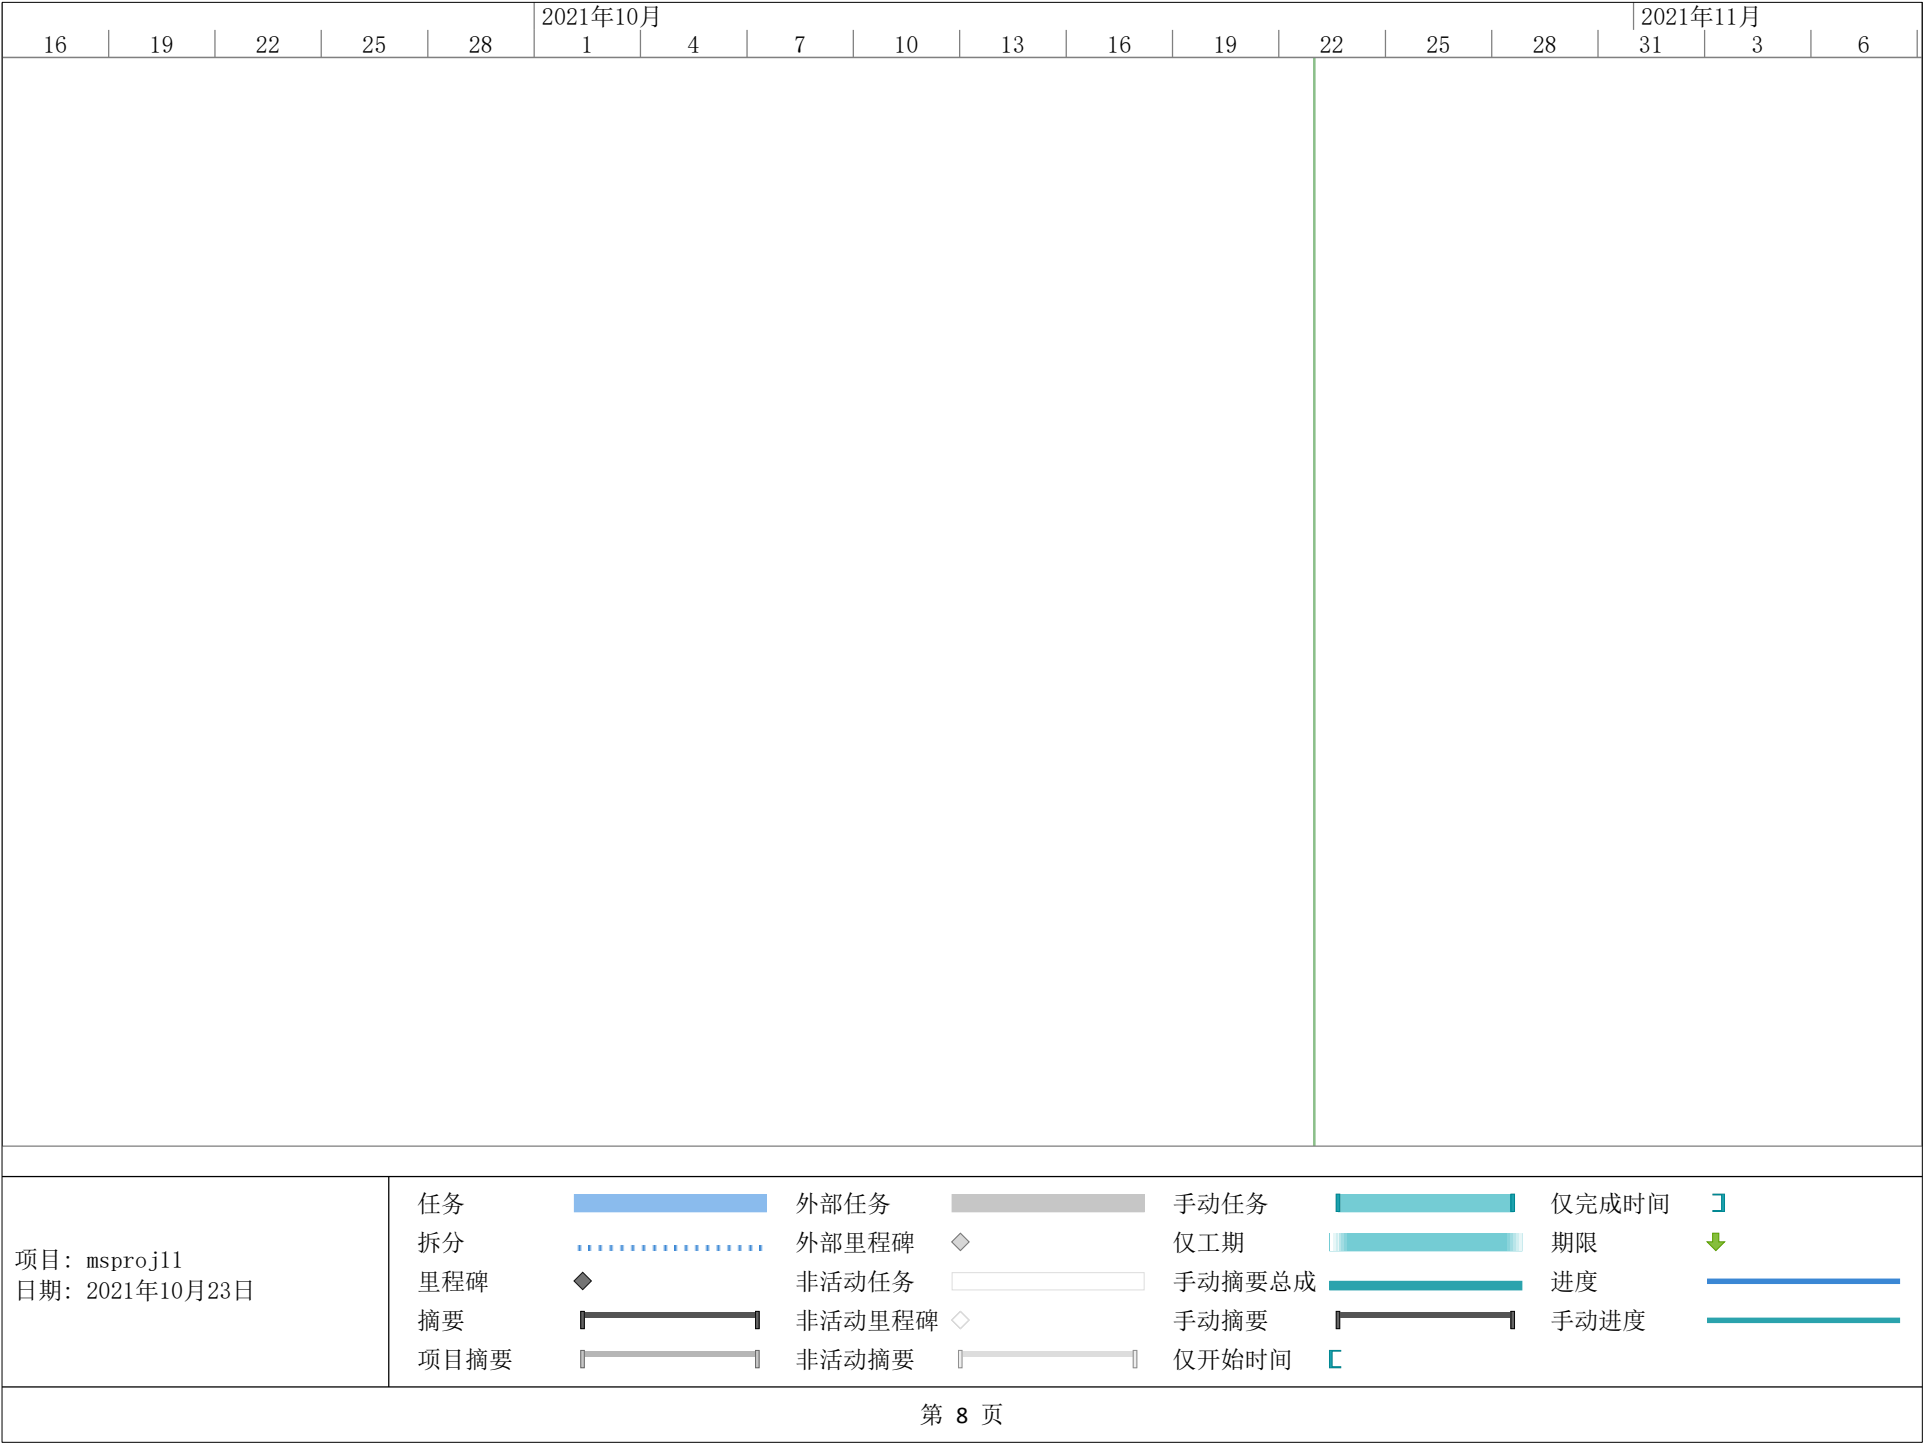 2021年10月 2021年11月
16 19 22 25 28 1 4 7 10 13 16 19 22 25 28 31 3 6
项目: msproj11
日期: 2021年10月23日
任务 外部任务 手动任务 仅完成时间
拆分 外部里程碑 仅工期 期限
里程碑 非活动任务 手动摘要总成 进度
摘要 非活动里程碑 手动摘要 手动进度
项目摘要 非活动摘要 仅开始时间
第 8 页